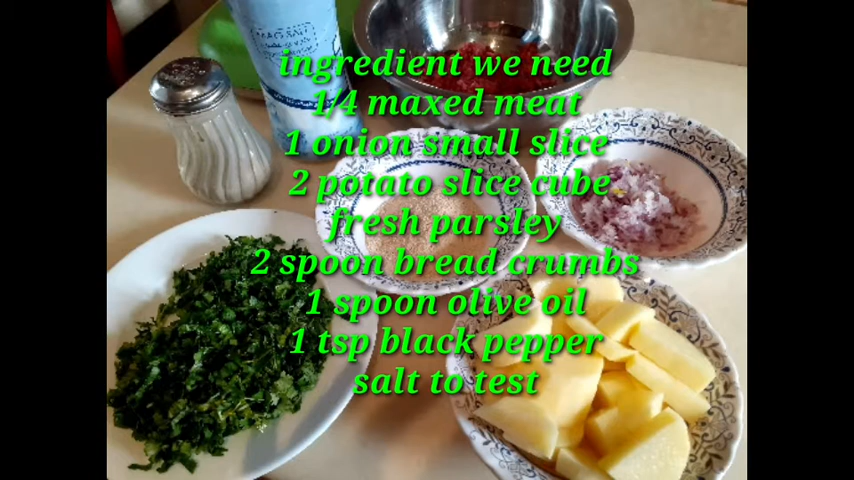 MAGSALT
ingredient we need
1/4 maxed meat
1 onion small slice
2 potato slice cube
fresh parsley
2 spoon bread crumbs
1 spoon olive oil
1 tsp black pepper
salt to test